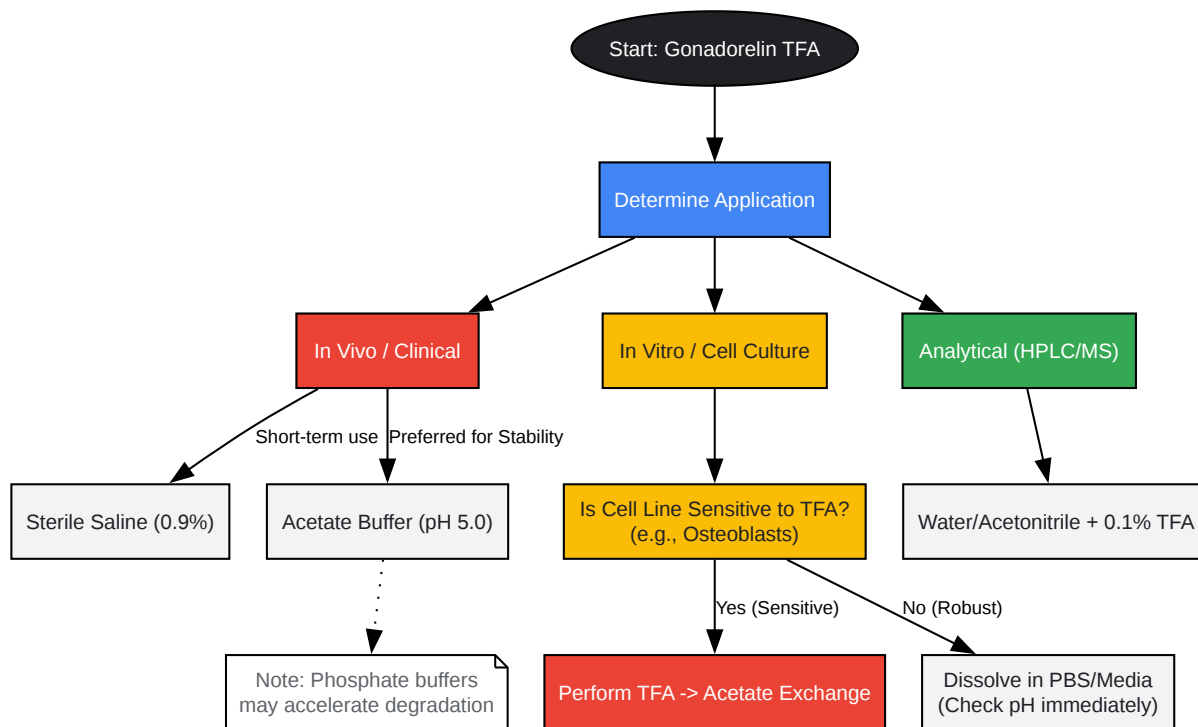 Start: Gonadorelin TFA
Determine Application
In Vivo / Clinical
In Vitro / Cell Culture
Analytical (HPLC/MS)
Short-term use
Preferred for Stability
Sterile Saline (0.9%)
Acetate Buffer (pH 5.0)
Is Cell Line Sensitive to TFA?
(e.g., Osteoblasts)
Water/Acetonitrile + 0.1% TFA
Yes (Sensitive)
No (Robust)
Note: Phosphate buffers
may accelerate degradation
Perform TFA -> Acetate Exchange
Dissolve in PBS/Media
(Check pH immediately)